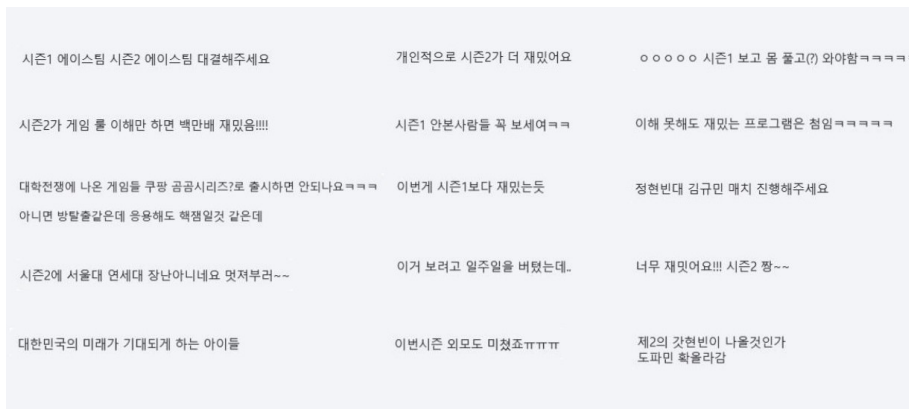 시즌1 에이스팀 시즌2 에이스팀 대결해주세요
개인적으로 시즌2가 더 재밌어요
ㅇㅇㅇㅇㅇ 시즌1 보고 몸 풀고(?) 와야함ㅋㅋㅋㅋ
시즌2가 게임 룰 이해만 하면 백만배 재밌음!!!!
시즌1 안본사람들 꼭 보세여ㅋㅋ
이해 못해도 재밌는 프로그램은 첨임ㅋㅋㅋㅋㅋ
대학전쟁에 나온 게임들 쿠팡 곰곰시리즈?로 출시하면 안되나요ㅋㅋㅋ
아니면 방탈출같은데 응용해도 핵잼일것 같은데
이번게 시즌1보다 재밌는듯
정현빈대 김규민 매치 진행해주세요
시즌2에 서울대 연세대 장난아니네요 멋져부러~~
이거 보려고 일주일을 버텼는데..
너무 재밋어요!!! 시즌2 짱~~
대한민국의 미래가 기대되게 하는 아이들
이번시즌 외모도 미쳤죠ㅠㅠㅠ
제2의 갓현빈이 나올것인가
도파민 확올라감